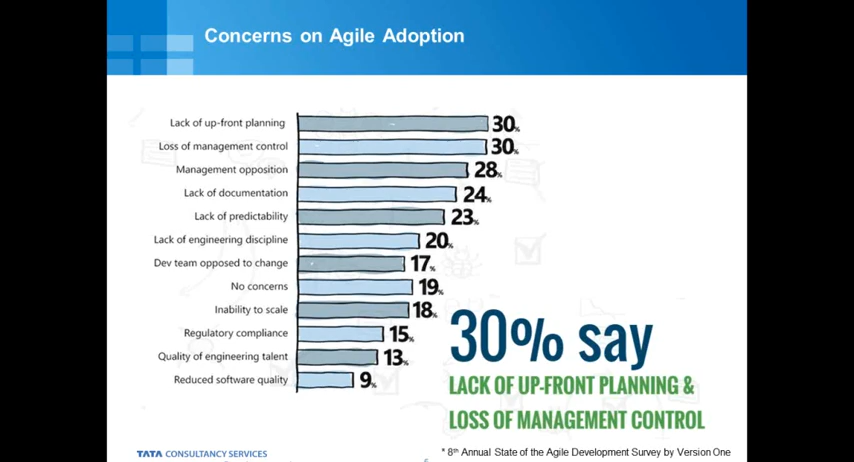 Concerns on Agile Adoption
Lack of up-front planning 30%
Loss of management control 30%
Management opposition 28%
Lack of documentation 24%
Lack of predictability 23%
Lack of engineering discipline 20%
Dev team opposed to change 17%
No concerns 19%
Inability to scale 18%
Regulatory compliance 15%
Quality of engineering talent 13%
Reduced software quality 9%
30% say
LACK OF UP-FRONT PLANNING &
LOSS OF MANAGEMENT CONTROL
TATA CONSULTANCY SERVICES
* 8th Annual State of the Agile Development Survey by Version One